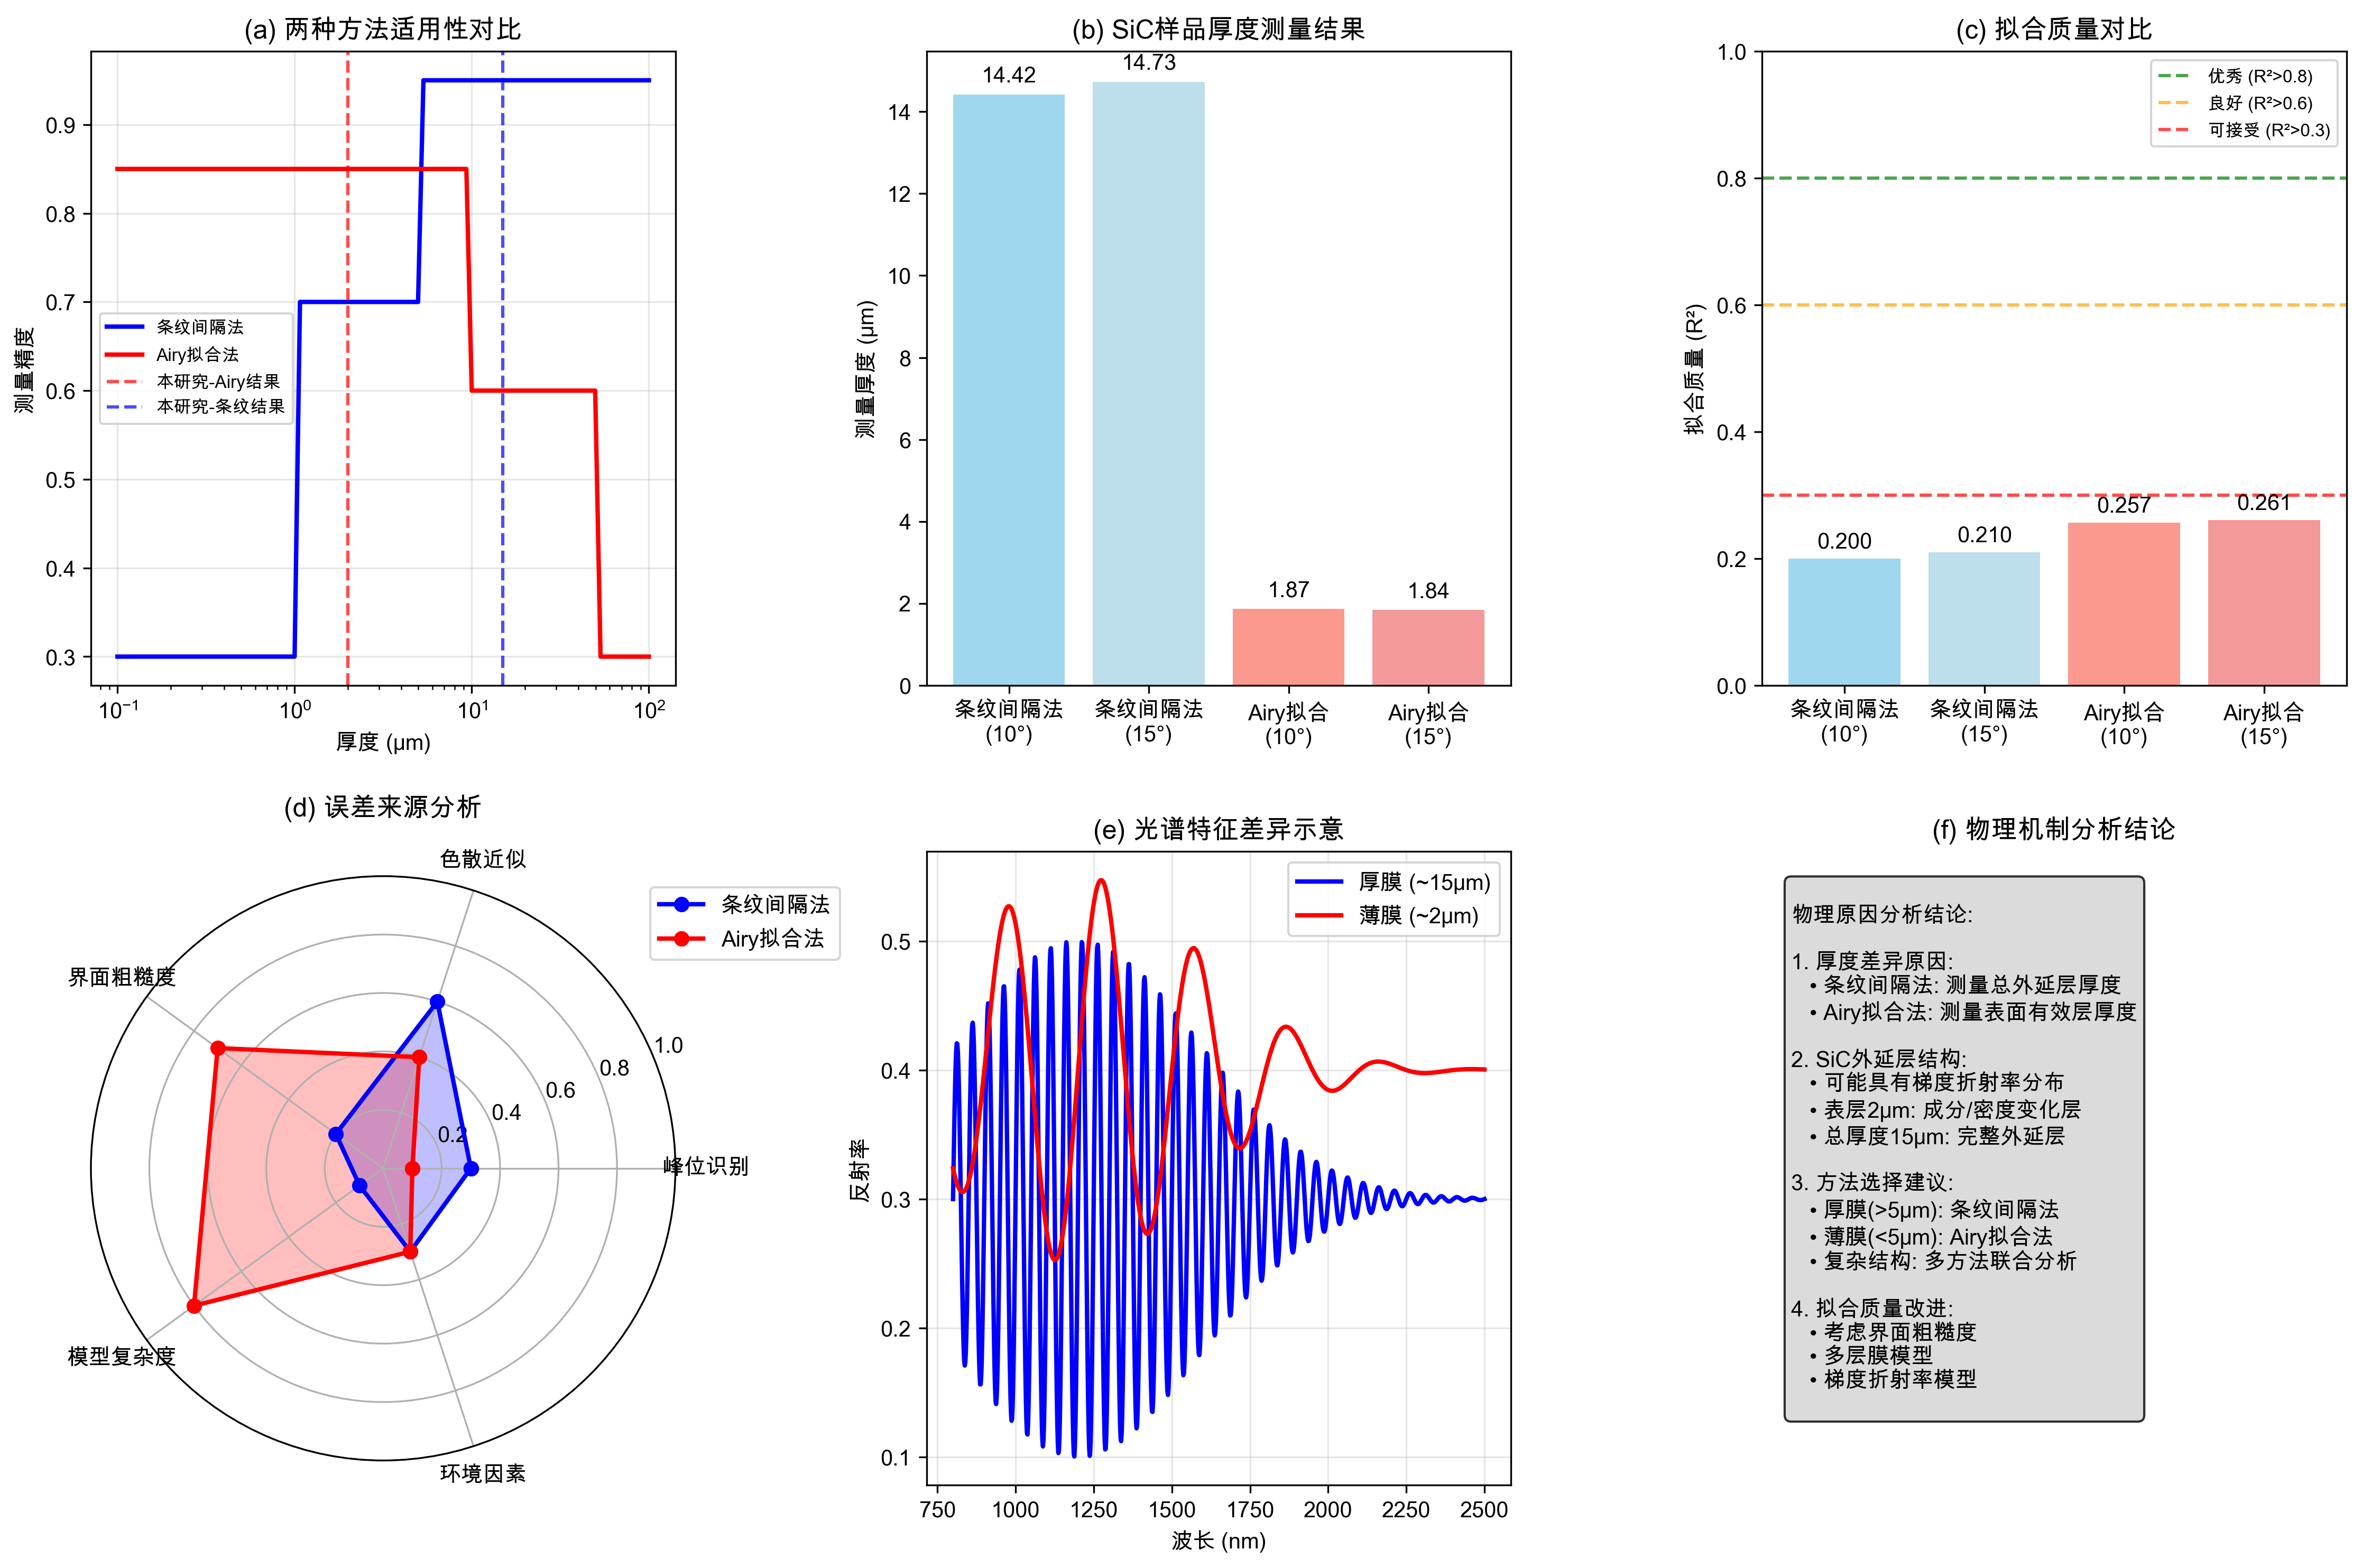 (a) 两种方法适用性对比
测量精度
0.9
0.8
0.7
0.6
0.5
0.4
0.3
条纹间隔法
Airy拟合法
本研究-Airy结果
本研究-条纹结果
10⁻¹
10⁰
10¹
10²
厚度 (μm)
(b) SiC样品厚度测量结果
测量厚度 (μm)
14
12
10
8
6
4
2
0
14.42
14.73
1.87
1.84
条纹间隔法
(10°)
条纹间隔法
(15°)
Airy拟合
(10°)
Airy拟合
(15°)
(c) 拟合质量对比
拟合质量 (R²)
1.0
0.8
0.6
0.4
0.2
0.0
优秀 (R²>0.8)
良好 (R²>0.6)
可接受 (R²>0.3)
0.200
0.210
0.257
0.261
条纹间隔法
(10°)
条纹间隔法
(15°)
Airy拟合
(10°)
Airy拟合
(15°)
(d) 误差来源分析
色散近似
界面粗糙度
模型复杂度
环境因素
峰位识别
0.2
0.4
0.6
0.8
1.0
条纹间隔法
Airy拟合法
(e) 光谱特征差异示意
反射率
0.5
0.4
0.3
0.2
0.1
厚膜 (~15μm)
薄膜 (~2μm)
750
1000
1250
1500
1750
2000
2250
2500
波长 (nm)
(f) 物理机制分析结论
物理原因分析结论:
1. 厚度差异原因:
• 条纹间隔法: 测量总外延层厚度
• Airy拟合法: 测量表面有效层厚度
2. SiC外延层结构:
• 可能具有梯度折射率分布
• 表层2μm: 成分/密度变化层
• 总厚度15μm: 完整外延层
3. 方法选择建议:
• 厚膜(>5μm): 条纹间隔法
• 薄膜(<5μm): Airy拟合法
• 复杂结构: 多方法联合分析
4. 拟合质量改进:
• 考虑界面粗糙度
• 多层膜模型
• 梯度折射率模型